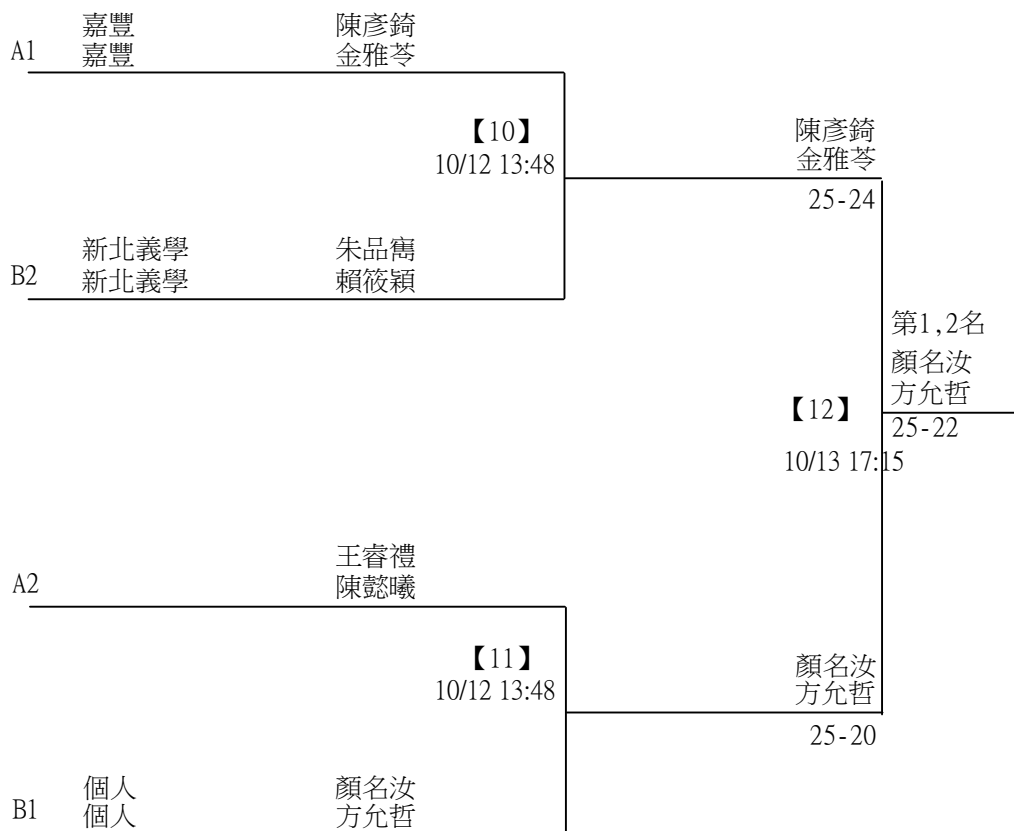 嘉豐 陳彥錡
A1 嘉豐 金雅苓
【10】
10/12 13:48
陳彥錡
金雅苓
25-24
新北義學 朱品雋
B2 新北義學 賴筱穎
第1,2名
顏名汝
方允哲
【12】
25-22
10/13 17:15
王睿禮
A2 陳懿曦
【11】
10/12 13:48
顏名汝
方允哲
25-20
個人 顏名汝
B1 個人 方允哲